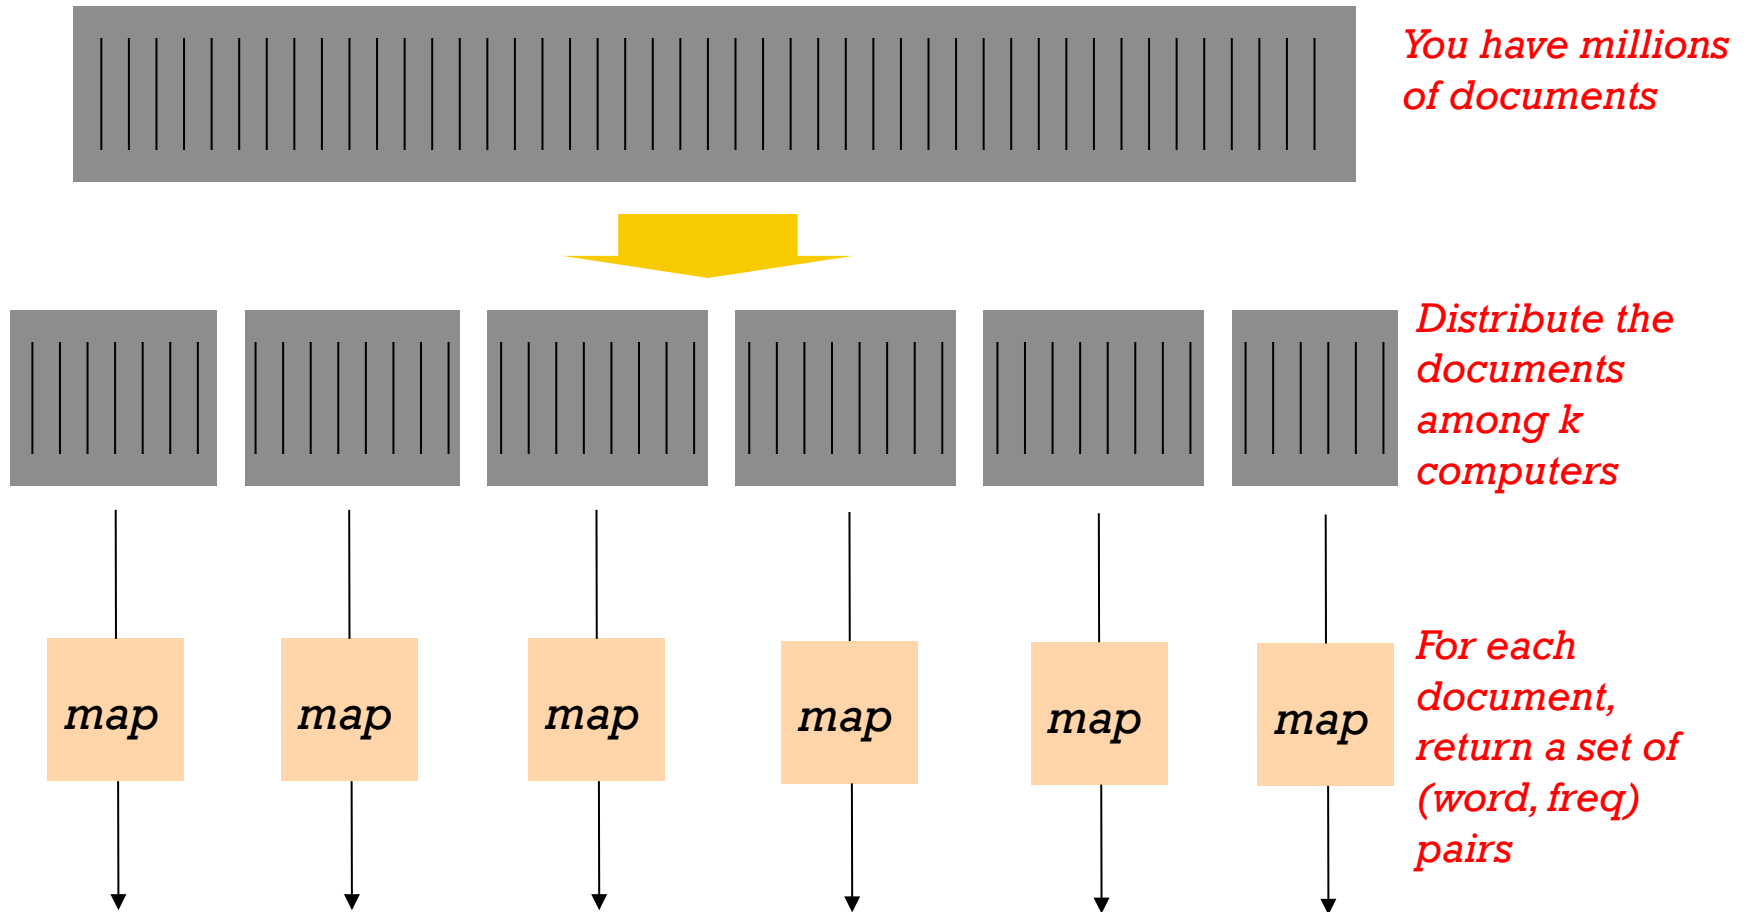 You have millions
of documents
Distribute the
documents
among k
computers
map
map
map
map
map
map
For each
document,
return a set of
(word, freq)
pairs